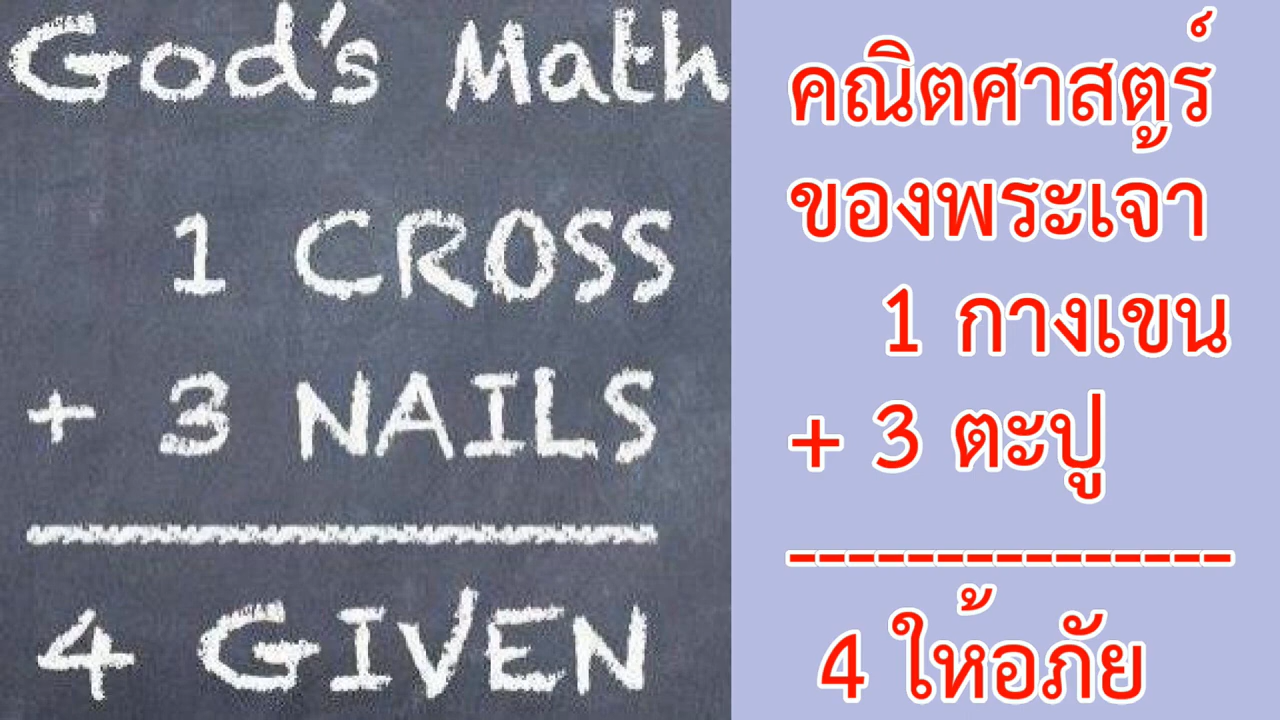 God's Math
1 CROSS
+ 3 NAILS
4 GIVEN
คณิตศาสตูร์
ของพระเจ้า
1 กางเขน
+ 3 ตะปู
---------------
4 ให้อภัย